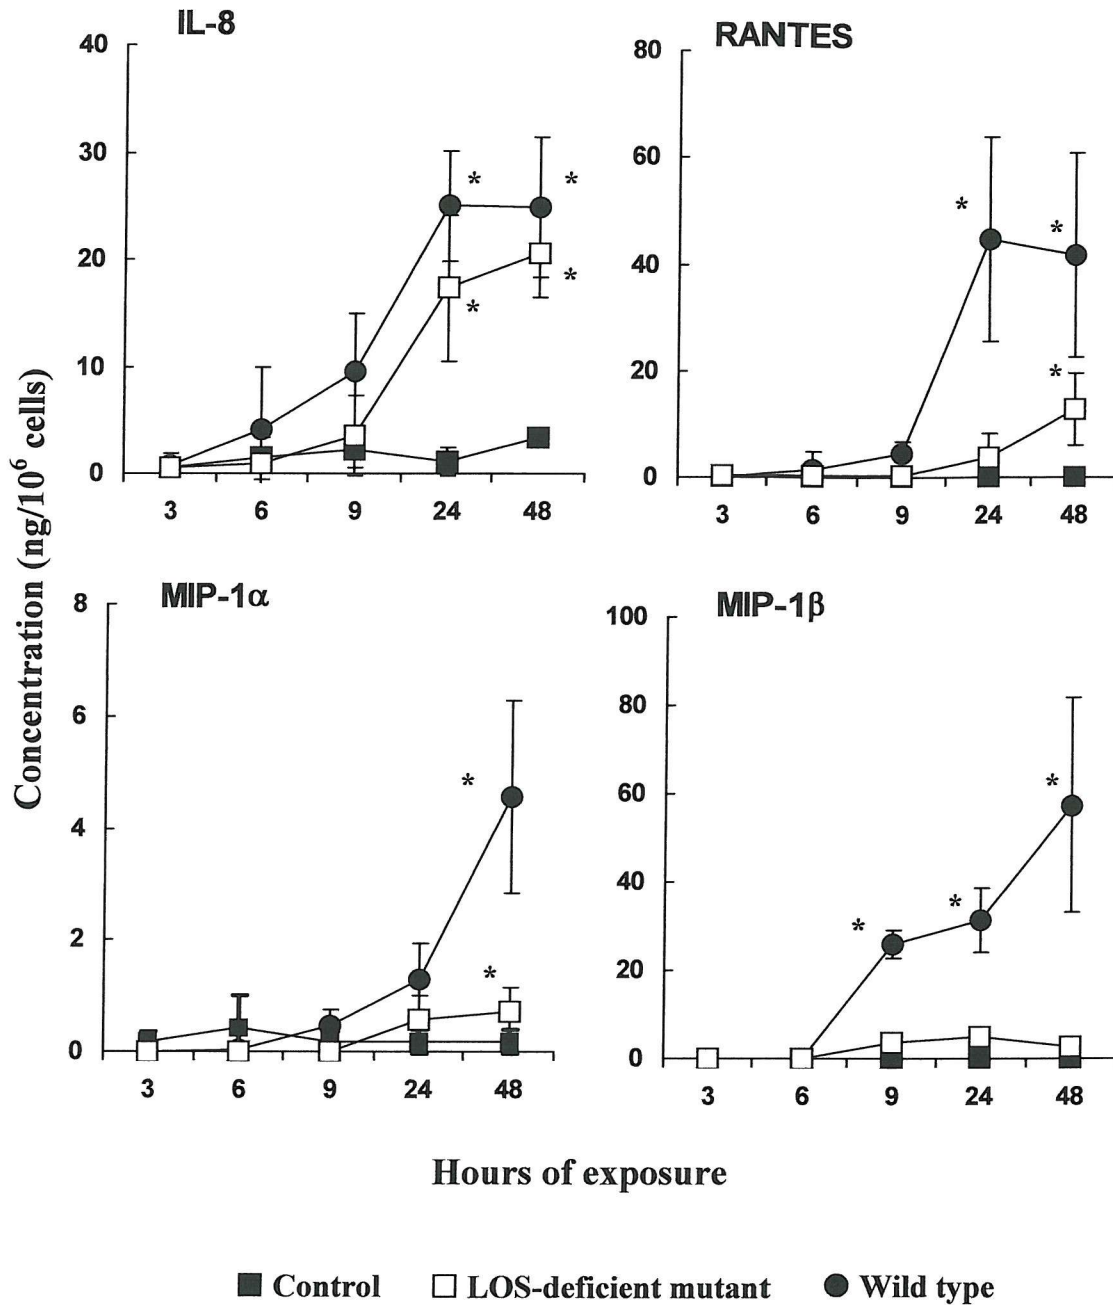 IL-8
40
30
20
10
0
3 6 9 24 48
* * * *
RANTES
80
60
40
20
0
3 6 9 24 48
* * *
Concentration (ng/10⁶ cells)
MIP-1α
8
6
4
2
0
3 6 9 24 48
* *
MIP-1β
100
80
60
40
20
0
3 6 9 24 48
* * *
Hours of exposure
Control LOS-deficient mutant Wild type